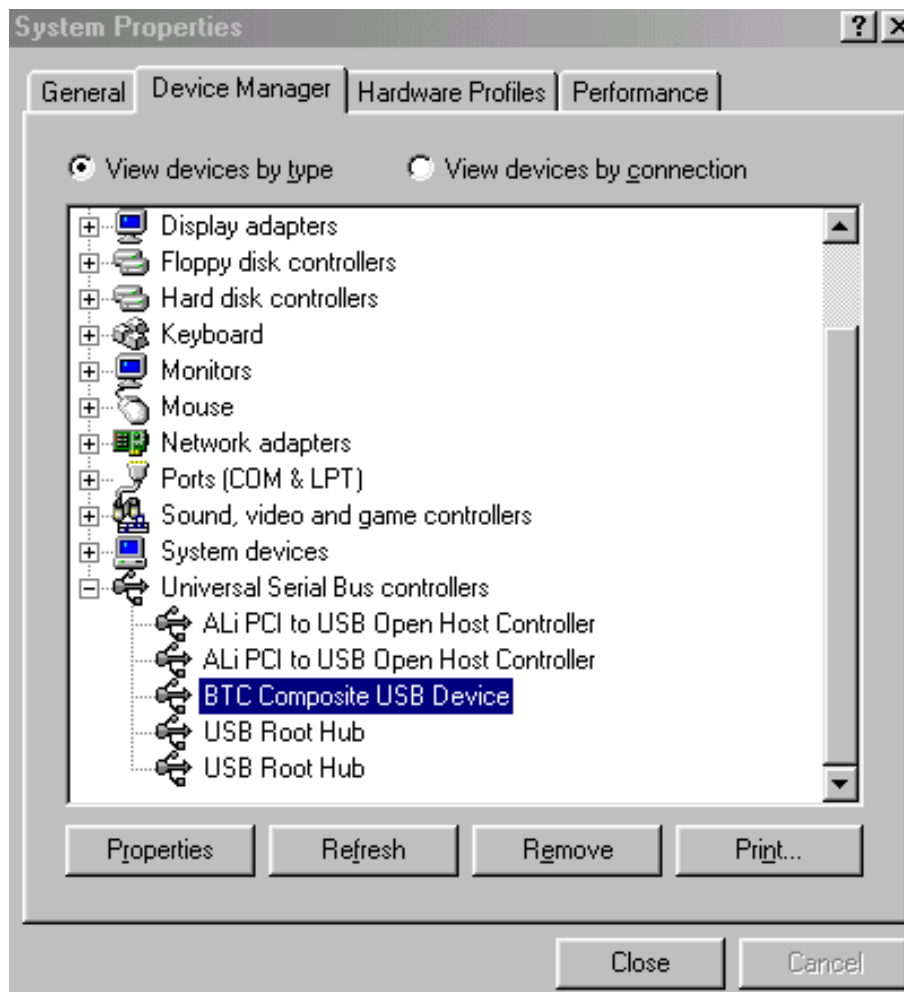 System Properties
General Device Manager Hardware Profiles Performance
View devices by type View devices by connection
Display adapters
Floppy disk controllers
Hard disk controllers
Keyboard
Monitors
Mouse
Network adapters
Ports (COM & LPT)
Sound, video and game controllers
System devices
Universal Serial Bus controllers
ALi PCI to USB Open Host Controller
ALi PCI to USB Open Host Controller
BTC Composite USB Device
USB Root Hub
USB Root Hub
Properties Refresh Remove Print...
Close Cancel